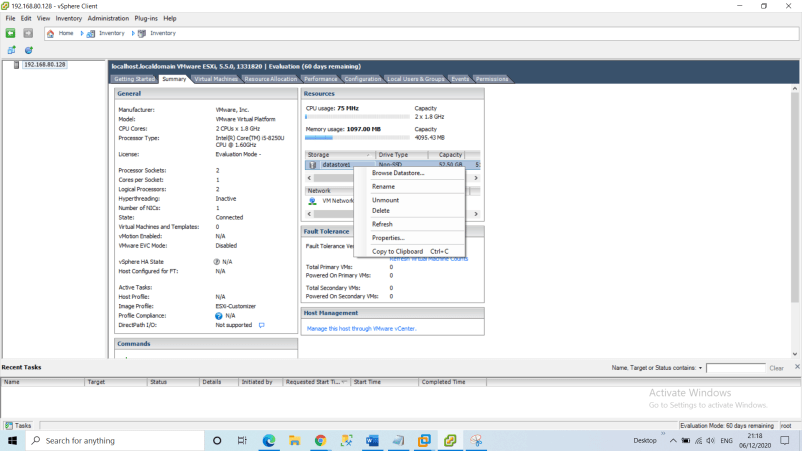 192.168.80.128 - vSphere Client
File Edit View Inventory Administration Plug-ins Help
Home Inventory Inventory
192.168.80.128
localhost.localdomain VMware ESXi, 5.5.0, 1331820 | Evaluation (60 days remaining)
Getting Started Summary Virtual Machines Resource Allocation Performance Configuration Local Users & Groups Events Permissions
General
Manufacturer: VMware, Inc.
Model: VMware Virtual Platform
CPU Cores: 2 CPUs x 1.8 GHz
Processor Type: Intel(R) Core(TM) i5-8250U
CPU @ 1.60GHz
License: Evaluation Mode -
Processor Sockets: 2
Cores per Socket: 1
Logical Processors: 2
Hyperthreading: Inactive
Number of NICs: 1
State: Connected
Virtual Machines and Templates: 0
vMotion Enabled: N/A
VMware EVC Mode: Disabled
vSphere HA State N/A
Host Configured for FT: N/A
Active Tasks:
Host Profile: N/A
Image Profile: ESXi-Customizer
Profile Compliance: N/A
DirectPath I/O: Not supported
Commands
Resources
CPU usage: 75 MHz Capacity
2 x 1.8 GHz
Memory usage: 1097.00 MB Capacity
4095.43 MB
Storage Drive Type Capacity
datastore1 Non-SSD 52.50 GB 5
Network
VM Network
Browse Datastore...
Rename
Unmount
Delete
Refresh
Properties...
Copy to Clipboard Ctrl+C
Fault Tolerance
Fault Tolerance Ve
Refresh Virtual Machine Counts
Total Primary VMs: 0
Powered On Primary VMs: 0
Total Secondary VMs: 0
Powered On Secondary VMs: 0
Host Management
Manage this host through VMware vCenter.
Recent Tasks
Name, Target or Status contains: Clear
Name Target Status Details Initiated by Requested Start Ti... Start Time Completed Time
Activate Windows
Go to Settings to activate Windows.
Tasks
Evaluation Mode: 60 days remaining root
Search for anything
Desktop
ENG
21:18
06/12/2020